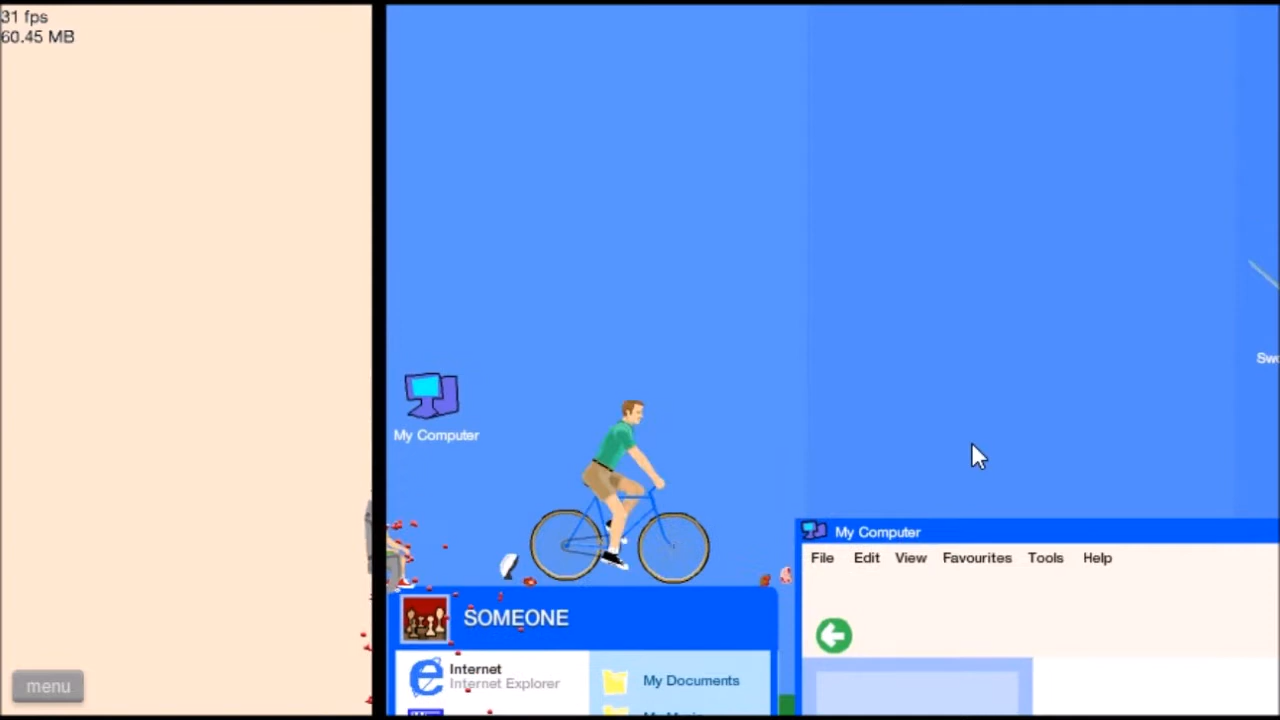 31 fps
60.45 MB
My Computer
My Computer
File Edit View Favourites Tools Help
SOMEONE
Internet
Internet Explorer
My Documents
menu